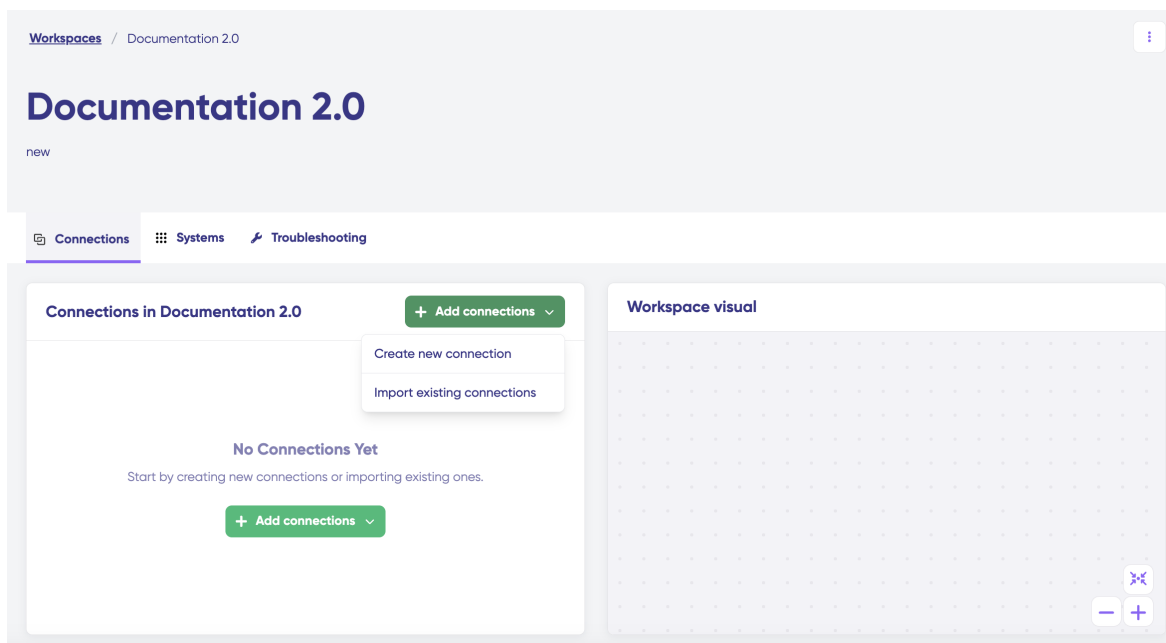 Workspaces / Documentation 2.0
Documentation 2.0
new
Connections Systems Troubleshooting
Connections in Documentation 2.0
+ Add connections
Create new connection
Import existing connections
No Connections Yet
Start by creating new connections or importing existing ones.
+ Add connections
Workspace visual